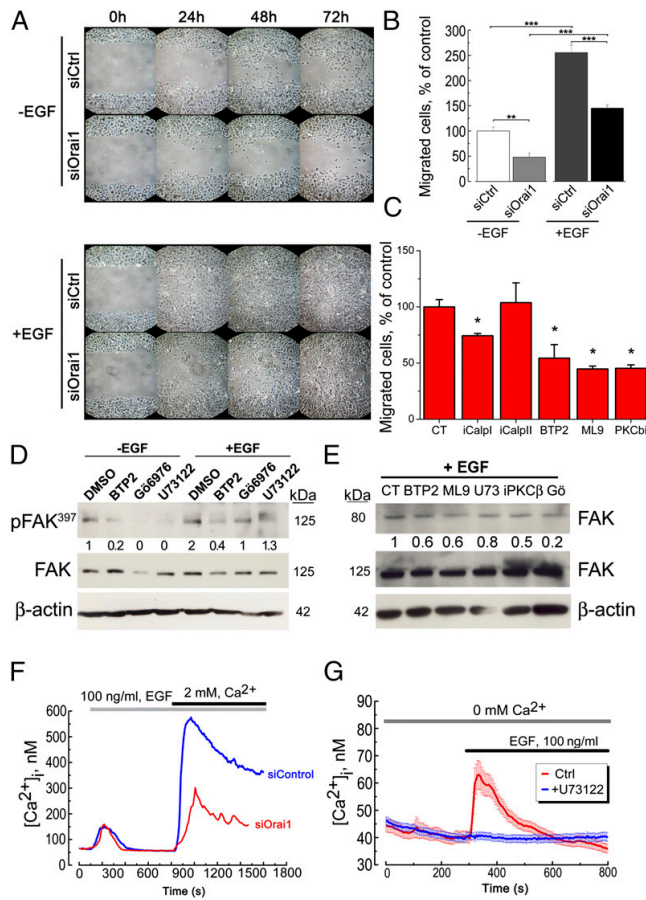 A
0h 24h 48h 72h
-EGF
siCtrl
siOrai1
+EGF
siCtrl
siOrai1
B
Migrated cells, % of control
300
250
200
150
100
50
***
***
***
**
siCtrl siOrai1 siCtrl siOrai1
-EGF +EGF
C
Migrated cells, % of control
150
100
50
0
* * * *
CT iCalpI iCalpII BTP2 ML9 PKCbi
D
-EGF +EGF
DMSO BTP2 Gö6976 U73122 DMSO BTP2 Gö6976 U73122
kDa
pFAK397 125
1 0.2 0 0 2 0.4 1 1.3
FAK 125
β-actin 42
E
+ EGF
kDa CT BTP2 ML9 U73 iPKCβ Gö
80 FAK
1 0.6 0.6 0.8 0.5 0.2
125 FAK
42 β-actin
F
100 ng/ml, EGF 2 mM, Ca2+
[Ca2+]i, nM
600
500
400
300
200
100
0
siControl
siOrai1
0 300 600 900 1200 1500 1800
Time (s)
G
0 mM Ca2+
EGF, 100 ng/ml
Ctrl
+U73122
[Ca2+]i, nM
90
80
70
60
50
40
30
0 200 400 600 800
Time (s)